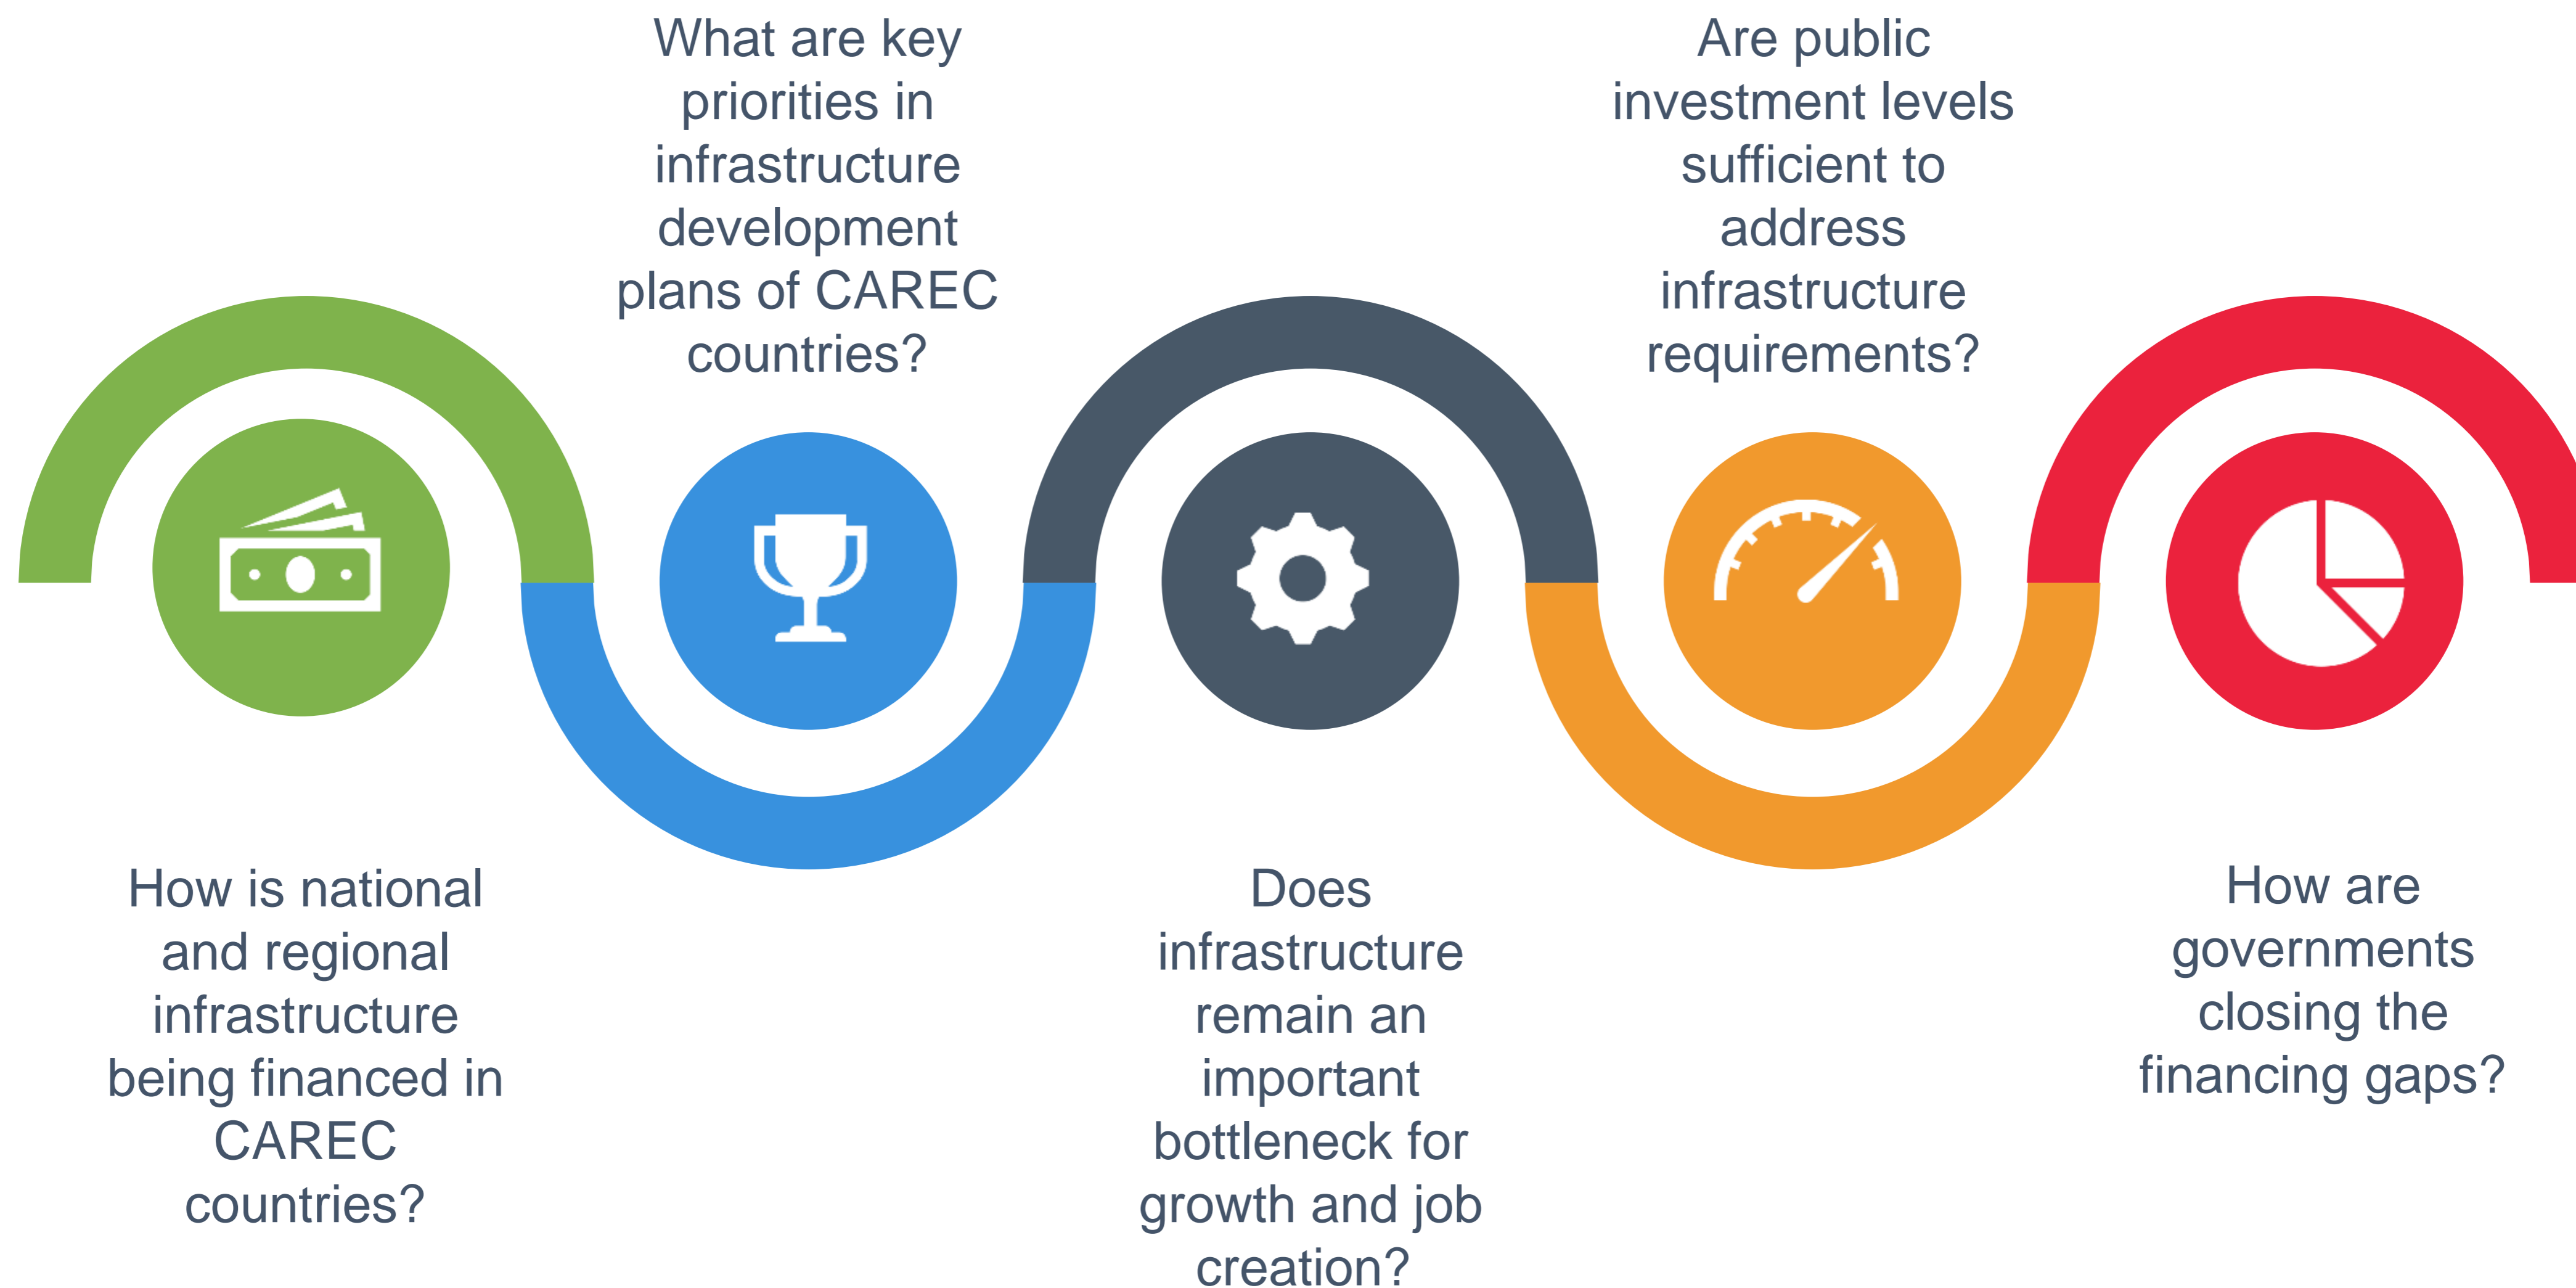 How is national
and regional
infrastructure
being financed in
CAREC
countries?
What are key
priorities in
infrastructure
development
plans of CAREC
countries?
Does
infrastructure
remain an
important
bottleneck for
growth and job
creation?
Are public
investment levels
sufficient to
address
infrastructure
requirements?
How are
governments
closing the
financing gaps?